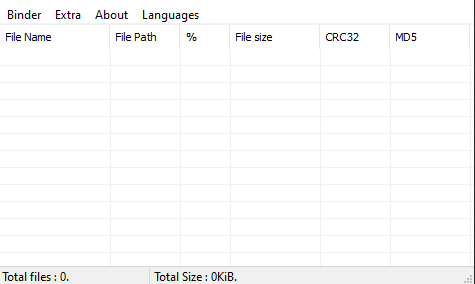 Binder Extra About Languages
File Name File Path % File size CRC32 MD5
Total files : 0. Total Size : 0KiB.